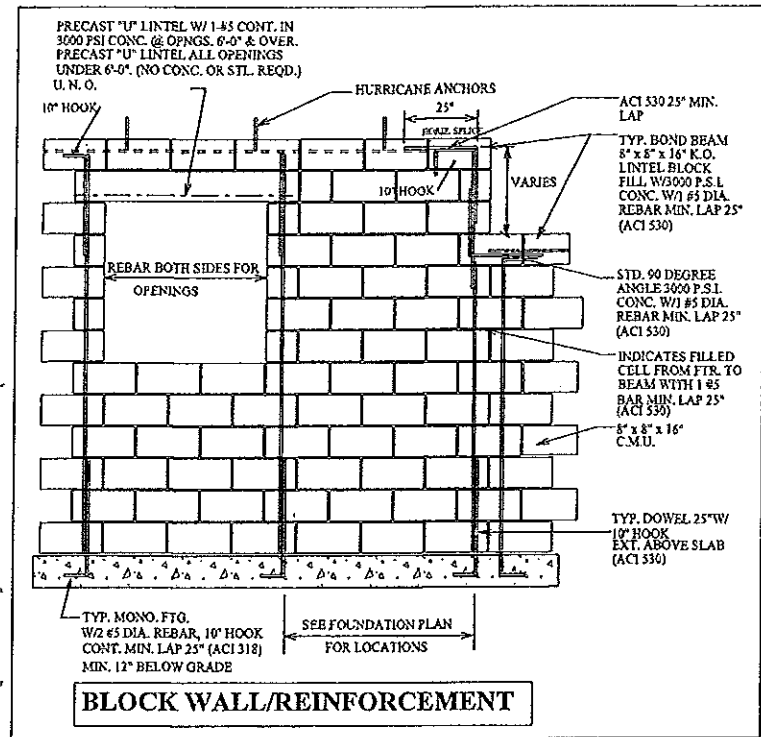 PRECAST "U" LINTEL W/ 1-#5 CONT. IN
3000 PSI CONC. @ OPNGS. 6'-0" & OVER.
PRECAST "U" LINTEL ALL OPENINGS
UNDER 6'-0". (NO CONC. OR STL. REQD.)
U. N. O.
10" HOOK
HURRICANE ANCHORS
25"
SPLICE
10" HOOK
VARIES
ACI 530 25" MIN.
LAP
TYP. BOND BEAM
8" x 8" x 16" K.O.
LINTEL BLOCK
FILL W/3000 P.S.I.
CONC. W/1 #5 DIA.
REBAR MIN. LAP 25"
(ACI 530)
REBAR BOTH SIDES FOR
OPENINGS
STD. 90 DEGREE
ANGLE 3000 P.S.I.
CONC. W/1 #5 DIA.
REBAR MIN. LAP 25"
(ACI 530)
INDICATES FILLED
CELL FROM FTR. TO
BEAM WITH 1 #5
BAR MIN. LAP 25"
(ACI 530)
8" x 8" x 16"
C.M.U.
TYP. DOWEL 25" W/
10" HOOK
EXT. ABOVE SLAB
(ACI 530)
TYP. MONO. FTG.
W/2 #5 DIA. REBAR, 10" HOOK
CONT. MIN. LAP 25" (ACI 318)
MIN. 12" BELOW GRADE
SEE FOUNDATION PLAN
FOR LOCATIONS
BLOCK WALL/REINFORCEMENT